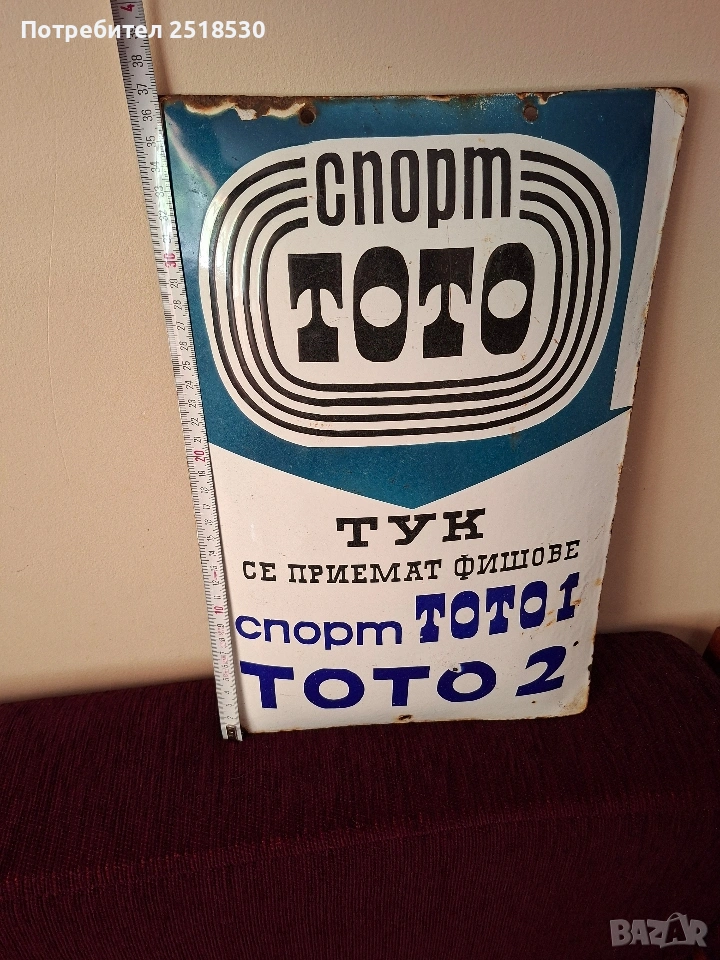 Потребител 2518530
спорт
ТОТО
ТУК
СЕ ПРИЕМАТ ФИШОВЕ
спорт ТОТО 1
ТОТО 2
BAZAR